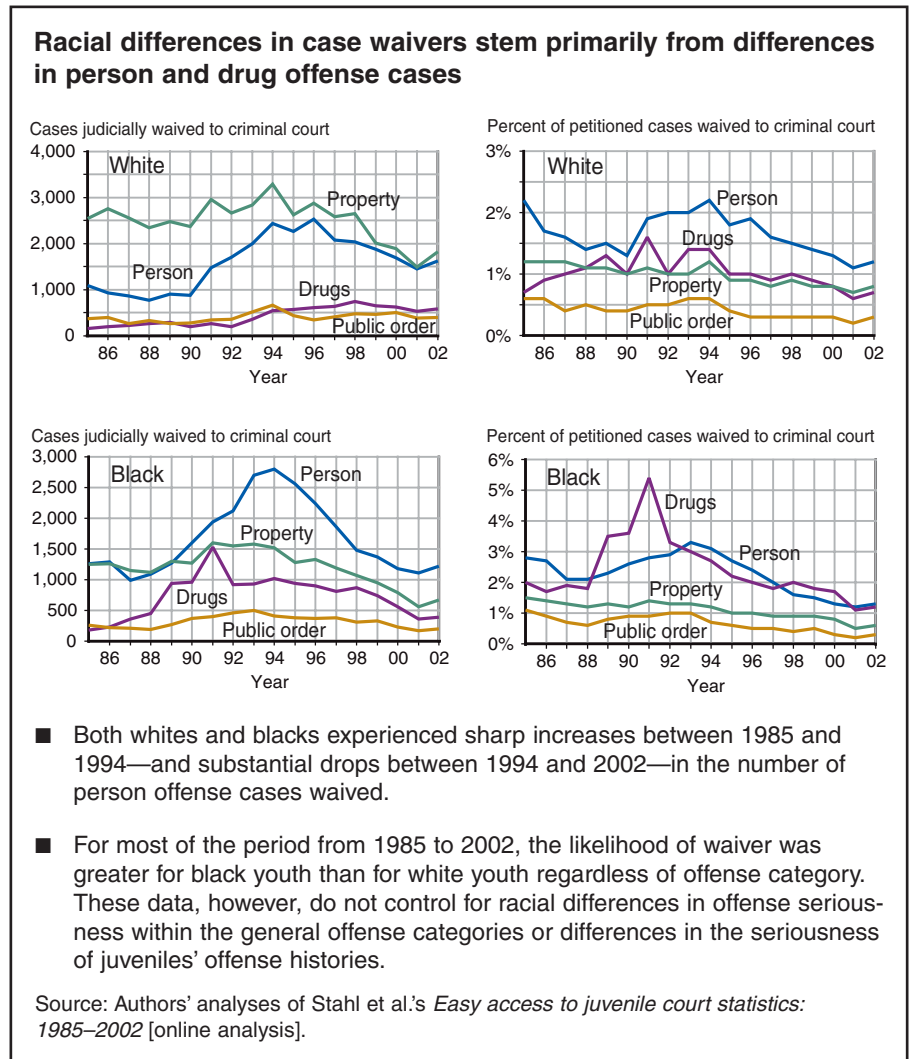 Racial differences in case waivers stem primarily from differences
in person and drug offense cases
Cases judicially waived to criminal court
4,000
3,000
2,000
1,000
0
White
Property
Person
Drugs
Public order
86 88 90 92 94 96 98 00 02
Year
Percent of petitioned cases waived to criminal court
3%
2%
1%
0%
White
Person
Drugs
Property
Public order
86 88 90 92 94 96 98 00 02
Year
Cases judicially waived to criminal court
3,000
2,500
2,000
1,500
1,000
500
0
Black
Person
Property
Drugs
Public order
86 88 90 92 94 96 98 00 02
Year
Percent of petitioned cases waived to criminal court
6%
5%
4%
3%
2%
1%
0%
Black
Drugs
Person
Property
Public order
86 88 90 92 94 96 98 00 02
Year
■ Both whites and blacks experienced sharp increases between 1985 and
1994—and substantial drops between 1994 and 2002—in the number of
person offense cases waived.
■ For most of the period from 1985 to 2002, the likelihood of waiver was
greater for black youth than for white youth regardless of offense category.
These data, however, do not control for racial differences in offense serious-
ness within the general offense categories or differences in the seriousness
of juveniles' offense histories.
Source: Authors' analyses of Stahl et al.'s Easy access to juvenile court statistics:
1985–2002 [online analysis].